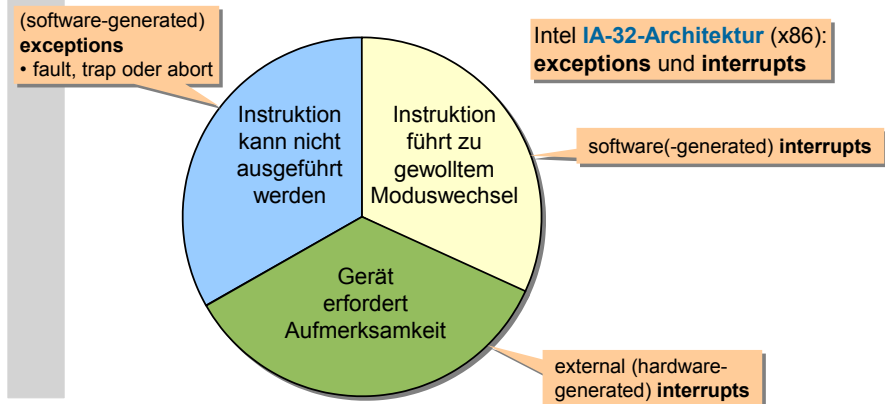 (software-generated)
exceptions
• fault, trap oder abort
Intel IA-32-Architektur (x86):
exceptions und interrupts
Instruktion
kann nicht
ausgeführt
werden
Instruktion
führt zu
gewolltem
Moduswechsel
software(-generated) interrupts
Gerät
erfordert
Aufmerksamkeit
external (hardware-
generated) interrupts